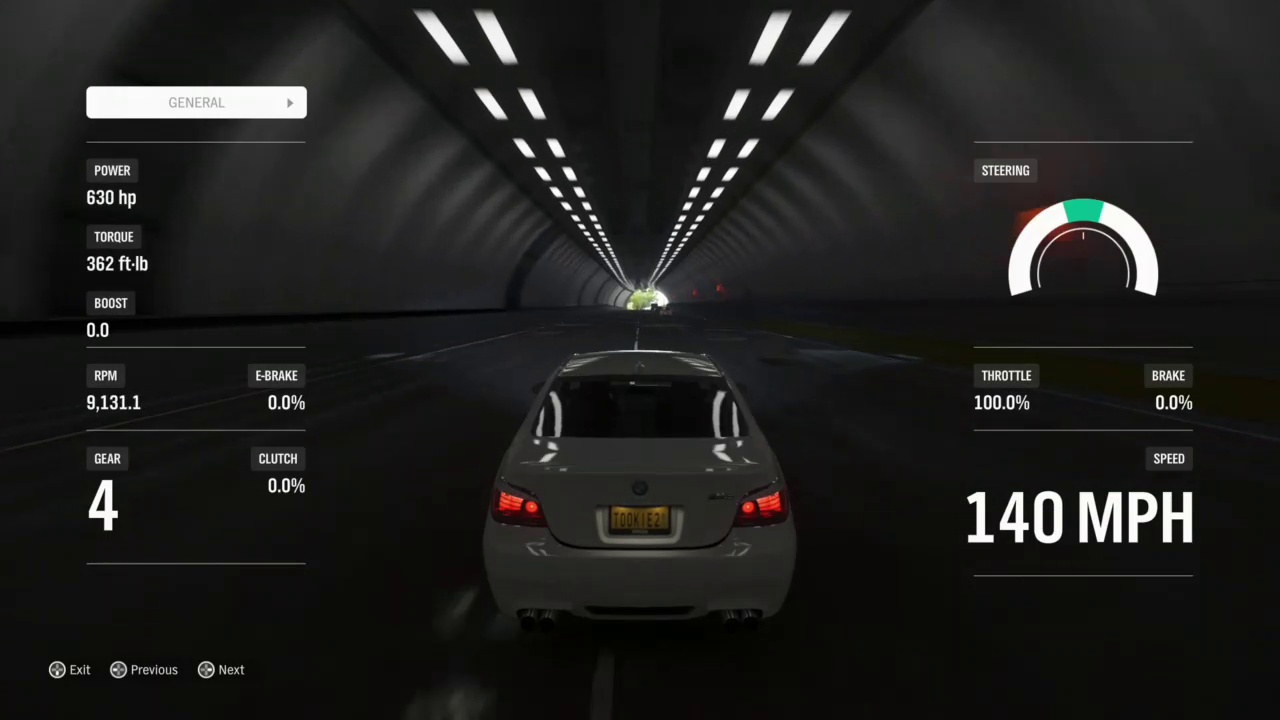 GENERAL
POWER
630 hp
TORQUE
362 ft·lb
BOOST
0.0
RPM
E-BRAKE
9,131.1
0.0%
GEAR
CLUTCH
4
0.0%
STEERING
THROTTLE
BRAKE
100.0%
0.0%
SPEED
140 MPH
TOOKIE2
Exit
Previous
Next